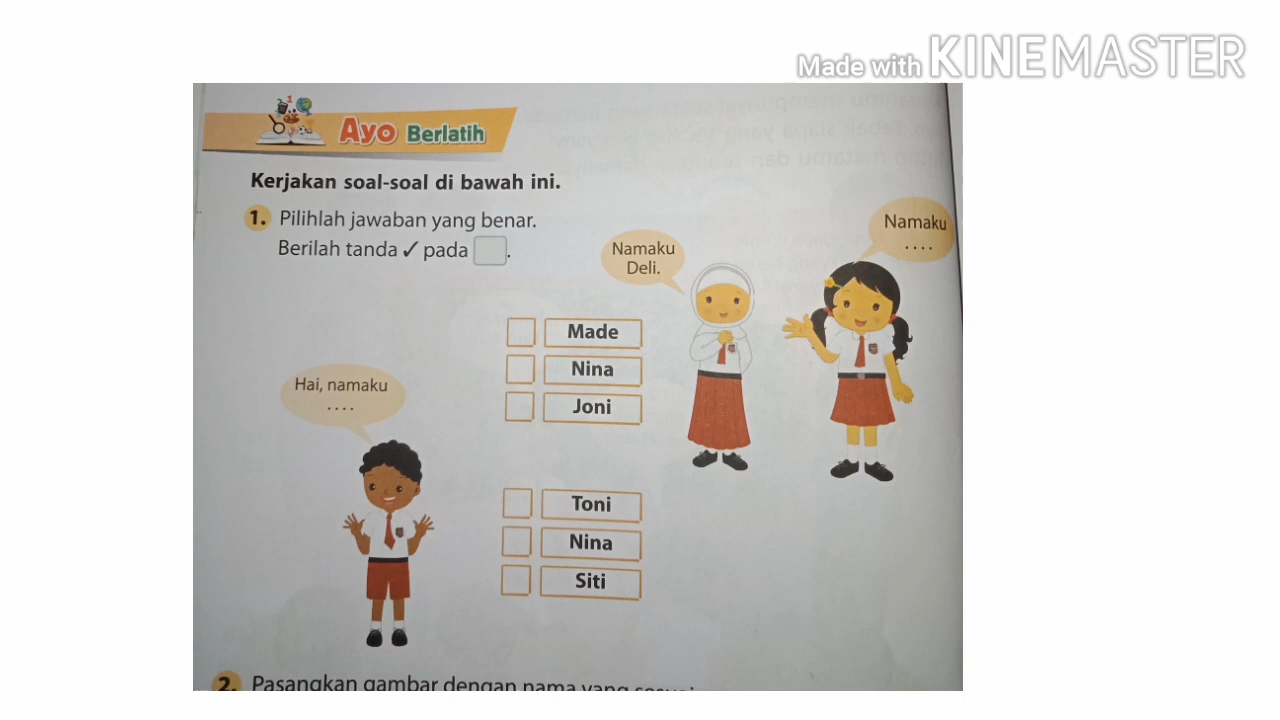 Made with KINEMASTER
Ayo Berlatih
Kerjakan soal-soal di bawah ini.
1. Pilihlah jawaban yang benar.
Berilah tanda ✓ pada □.
Namaku
Deli.
Namaku
. . . .
Made
Nina
Joni
Hai, namaku
. . . .
Toni
Nina
Siti
2. Pasangkan gambar dengan nama yang